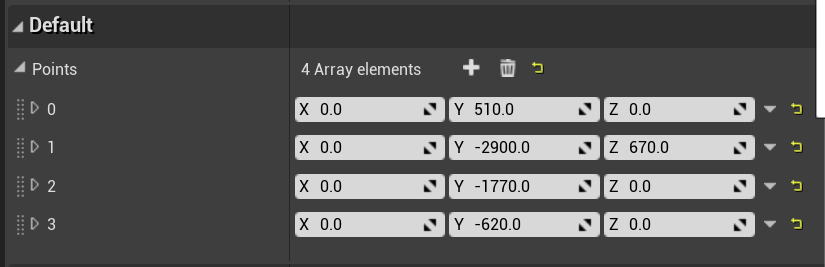 Default
Points 4 Array elements
0 X 0.0 Y 510.0 Z 0.0
1 X 0.0 Y -2900.0 Z 670.0
2 X 0.0 Y -1770.0 Z 0.0
3 X 0.0 Y -620.0 Z 0.0